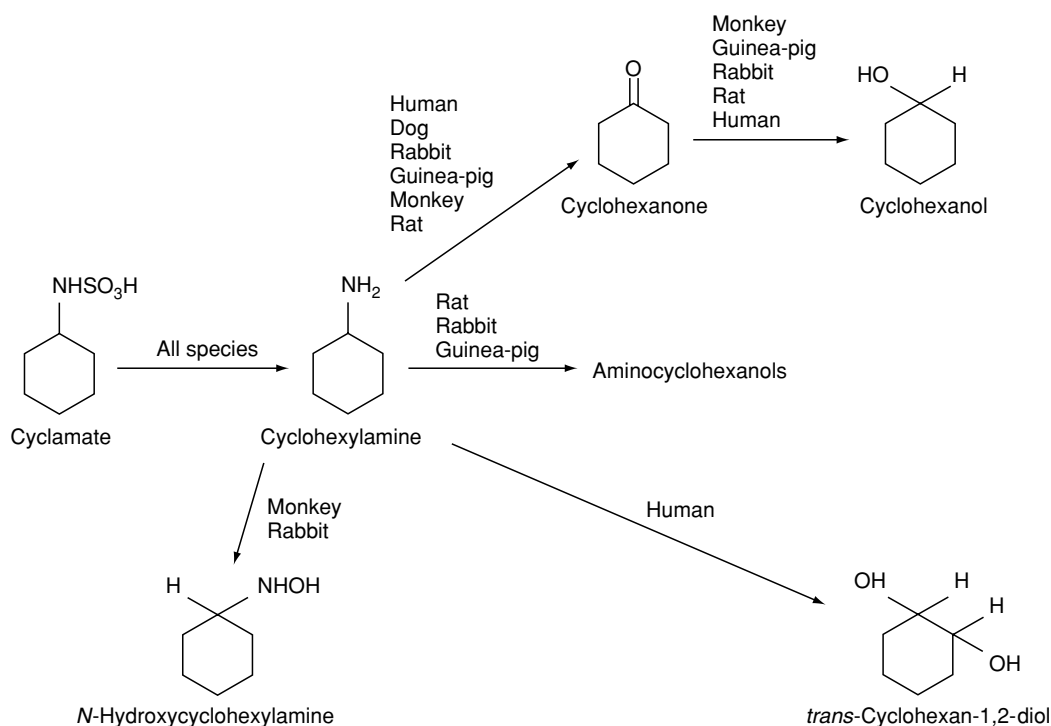 Monkey
Guinea-pig
Rabbit
Rat
Human
O
HO
H
Human
Dog
Rabbit
Guinea-pig
Monkey
Rat
Cyclohexanone
Cyclohexanol
NHSO₃H
NH₂
Rat
Rabbit
Guinea-pig
All species
Aminocyclohexanols
Cyclamate
Cyclohexylamine
Monkey
Rabbit
Human
H
NHOH
OH
H
H
OH
N-Hydroxycyclohexylamine
trans-Cyclohexan-1,2-diol